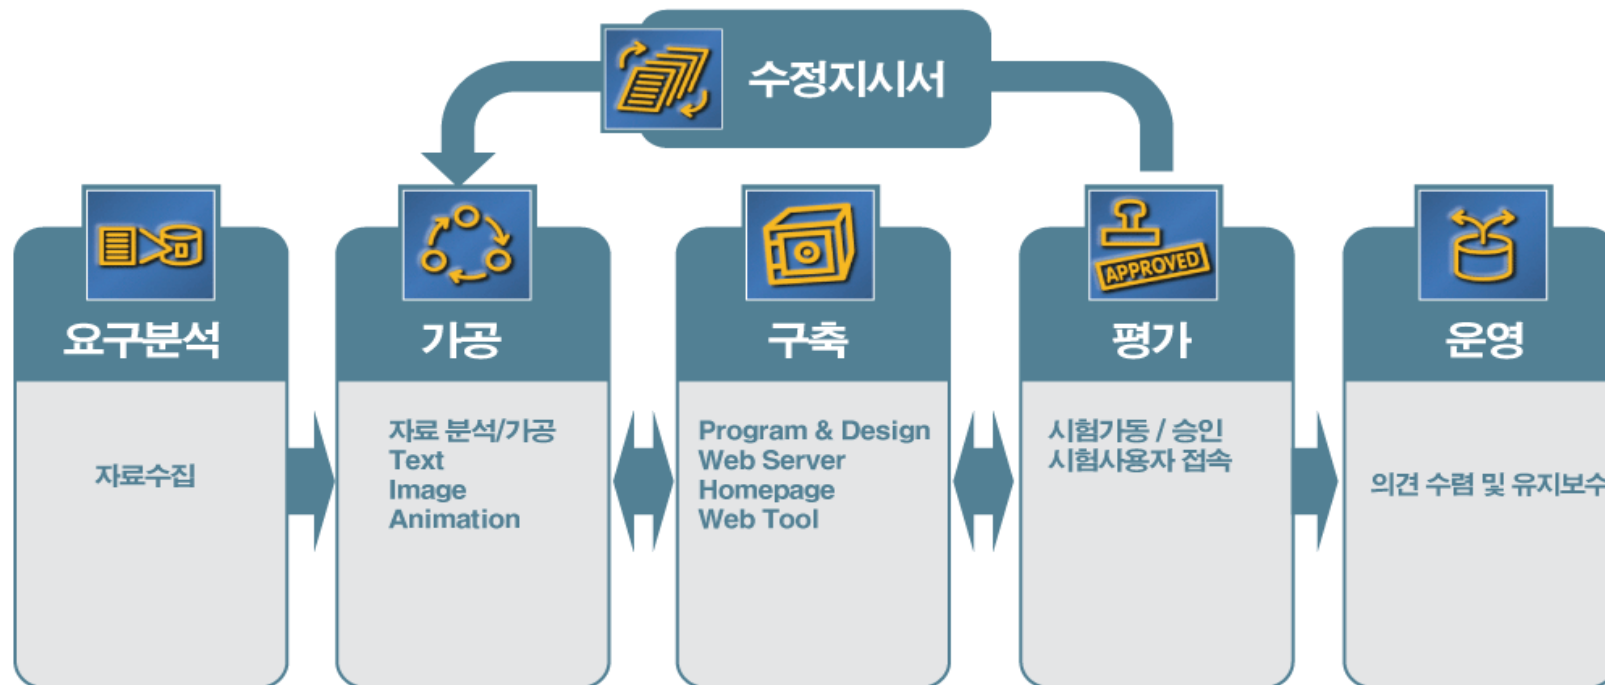 수정지시서
요구분석
자료수집
가공
자료 분석/가공
Text
Image
Animation
구축
Program & Design
Web Server
Homepage
Web Tool
APPROVED
평가
시험가동 / 승인
시험사용자 접속
운영
의견 수렴 및 유지보수